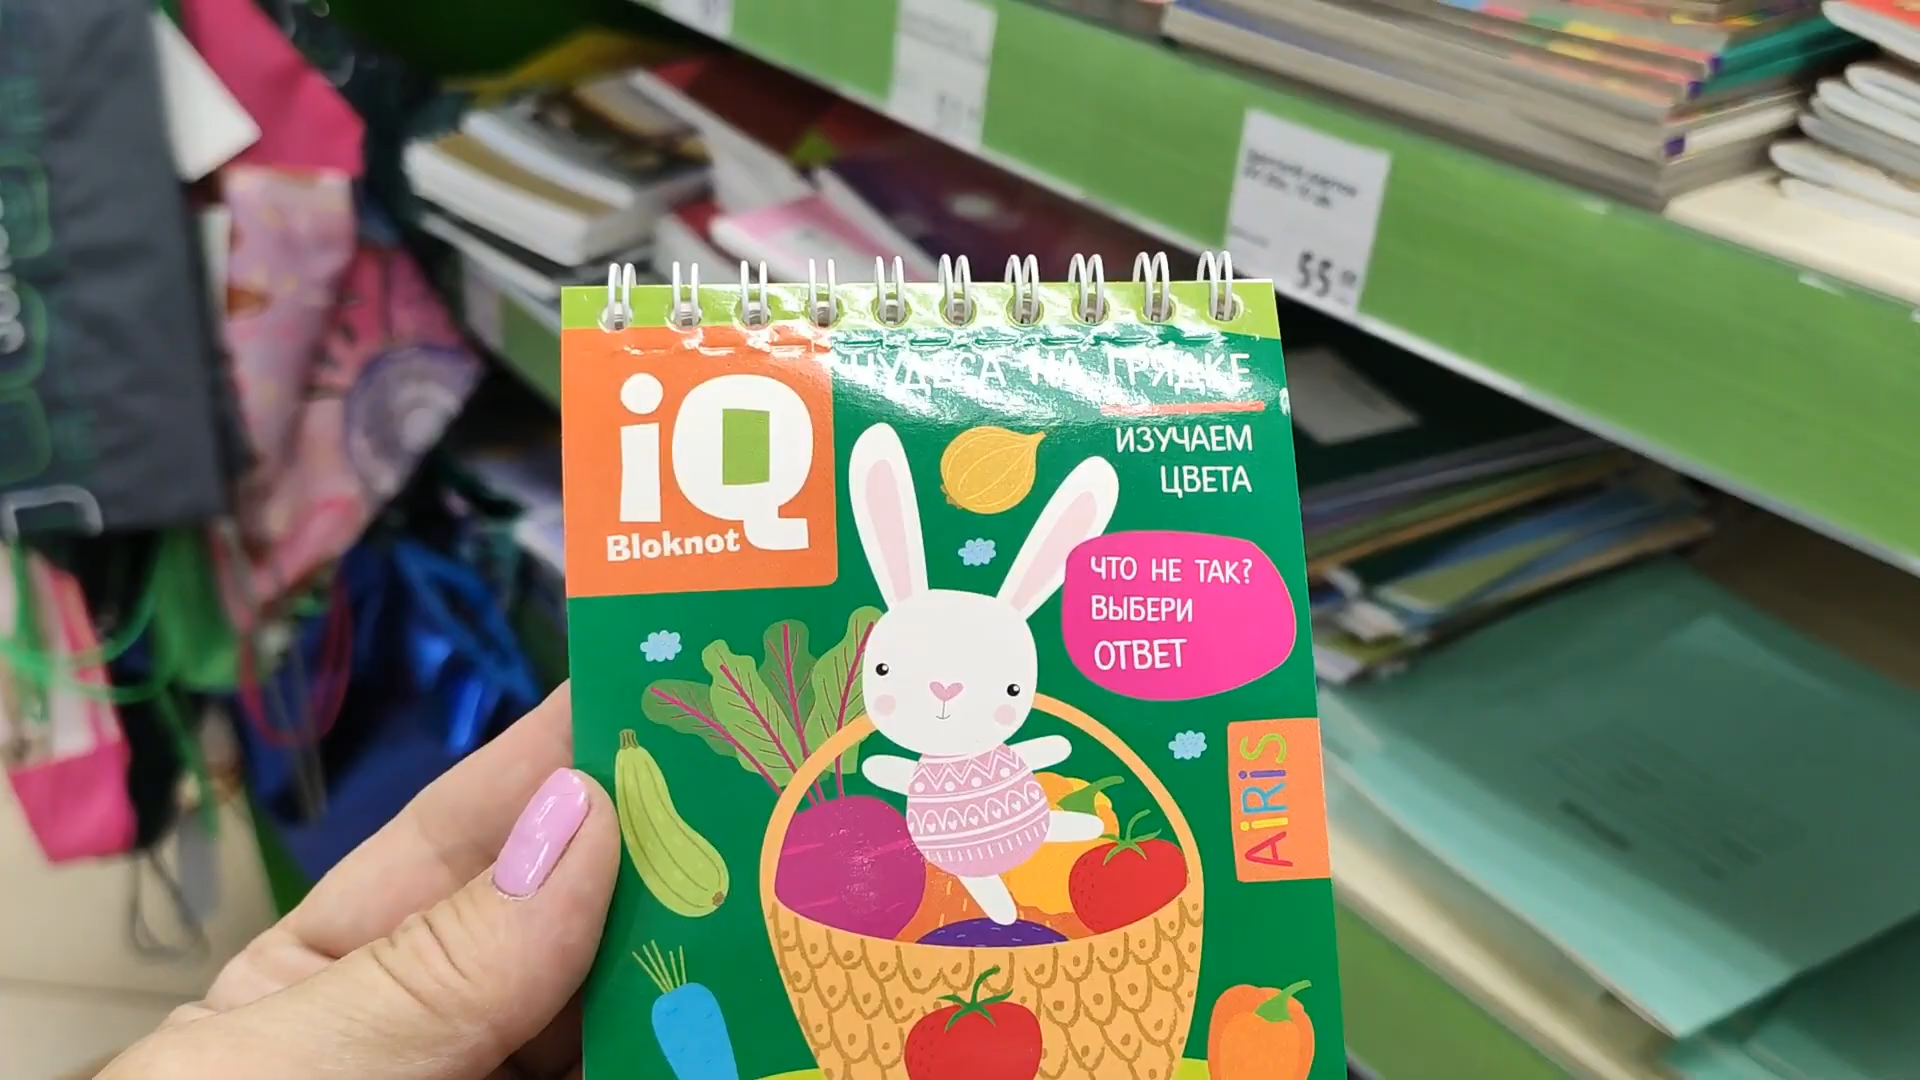 ЧУДЕСА НА ГРЯДКЕ
iQ
Bloknot
ИЗУЧАЕМ
ЦВЕТА
ЧТО НЕ ТАК?
ВЫБЕРИ
ОТВЕТ
AiRiS
55